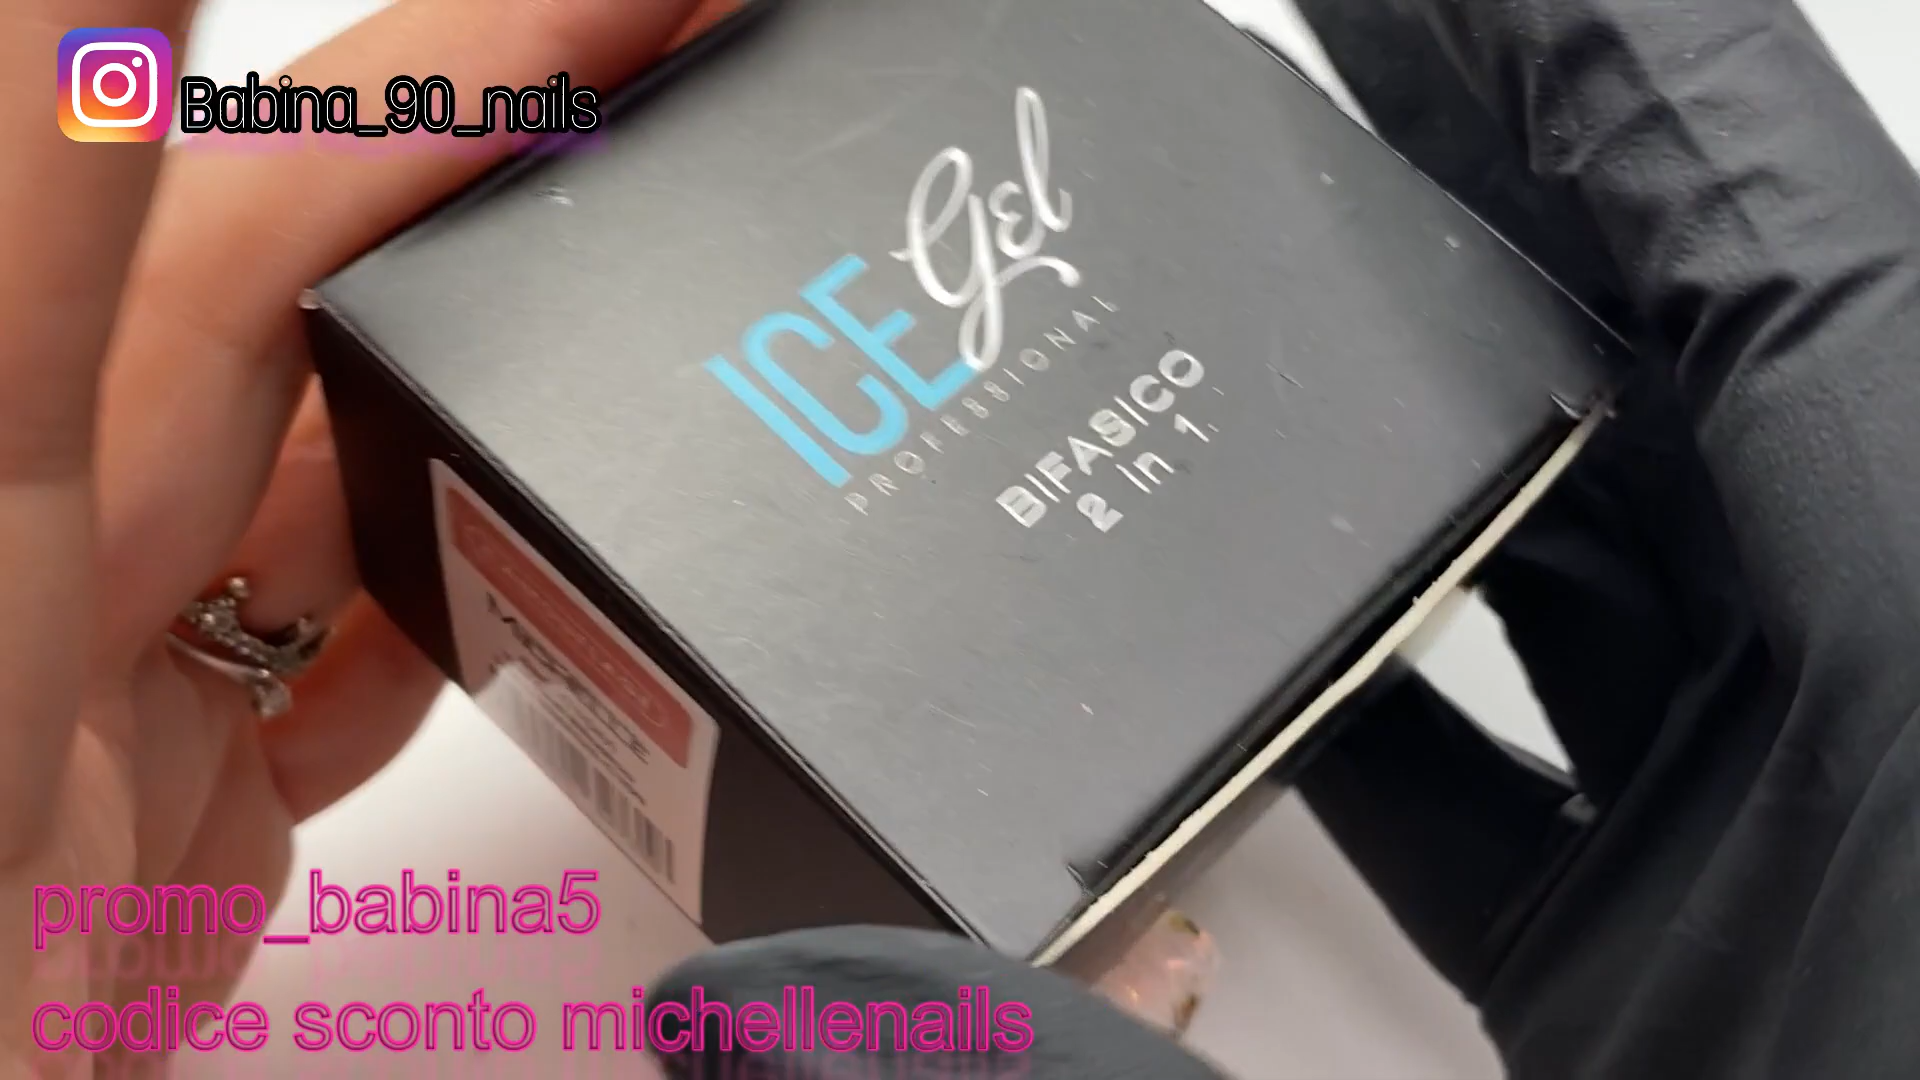 Babina_90_nails
ICE gel
PROFESSIONAL
BIFASICO
2 in 1
promo_babina5
codice sconto michellenails